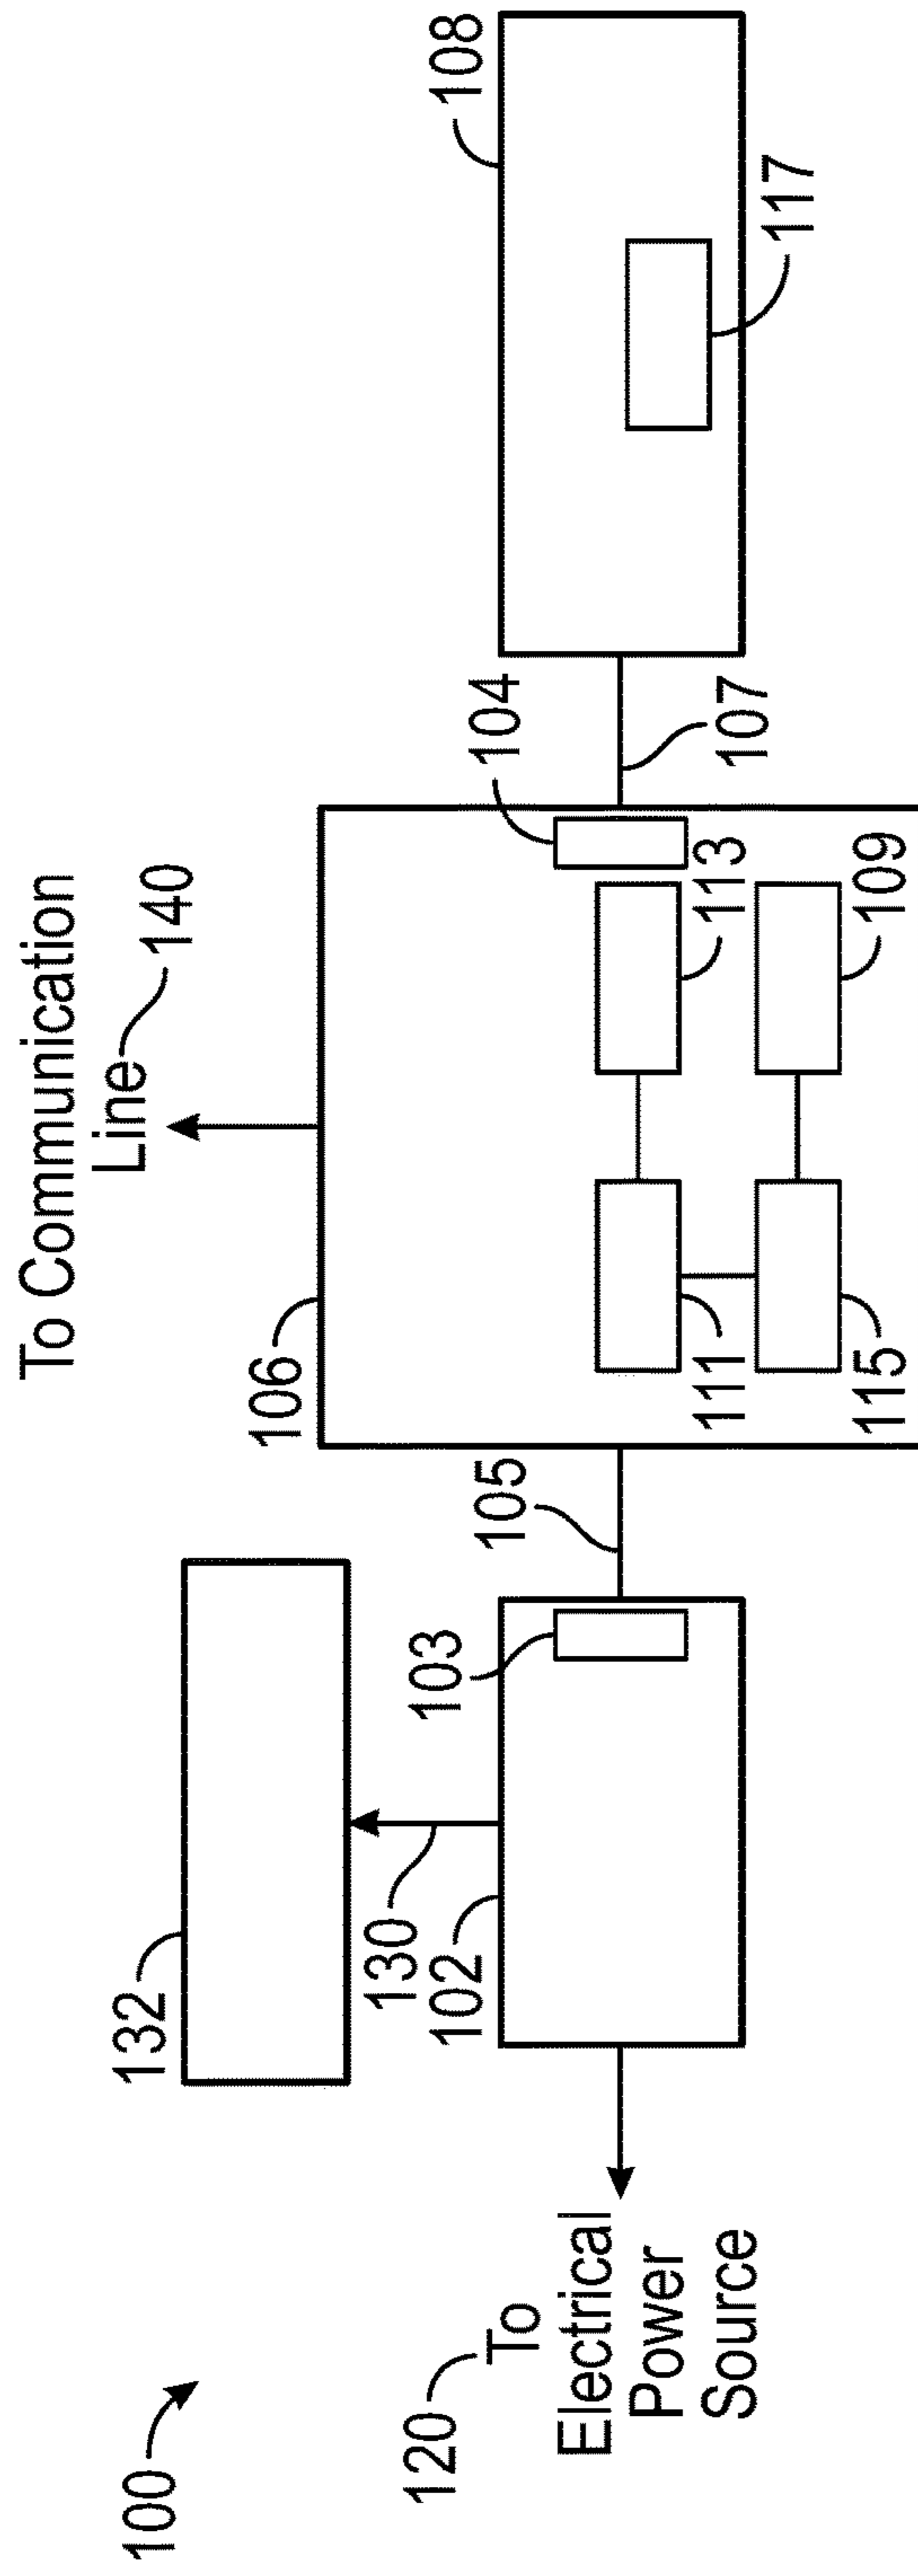 To Communication
Line 140
106
108
104
117
107
113
109
111
115
105
132
103
130
102
100
120 To
Electrical
Power
Source